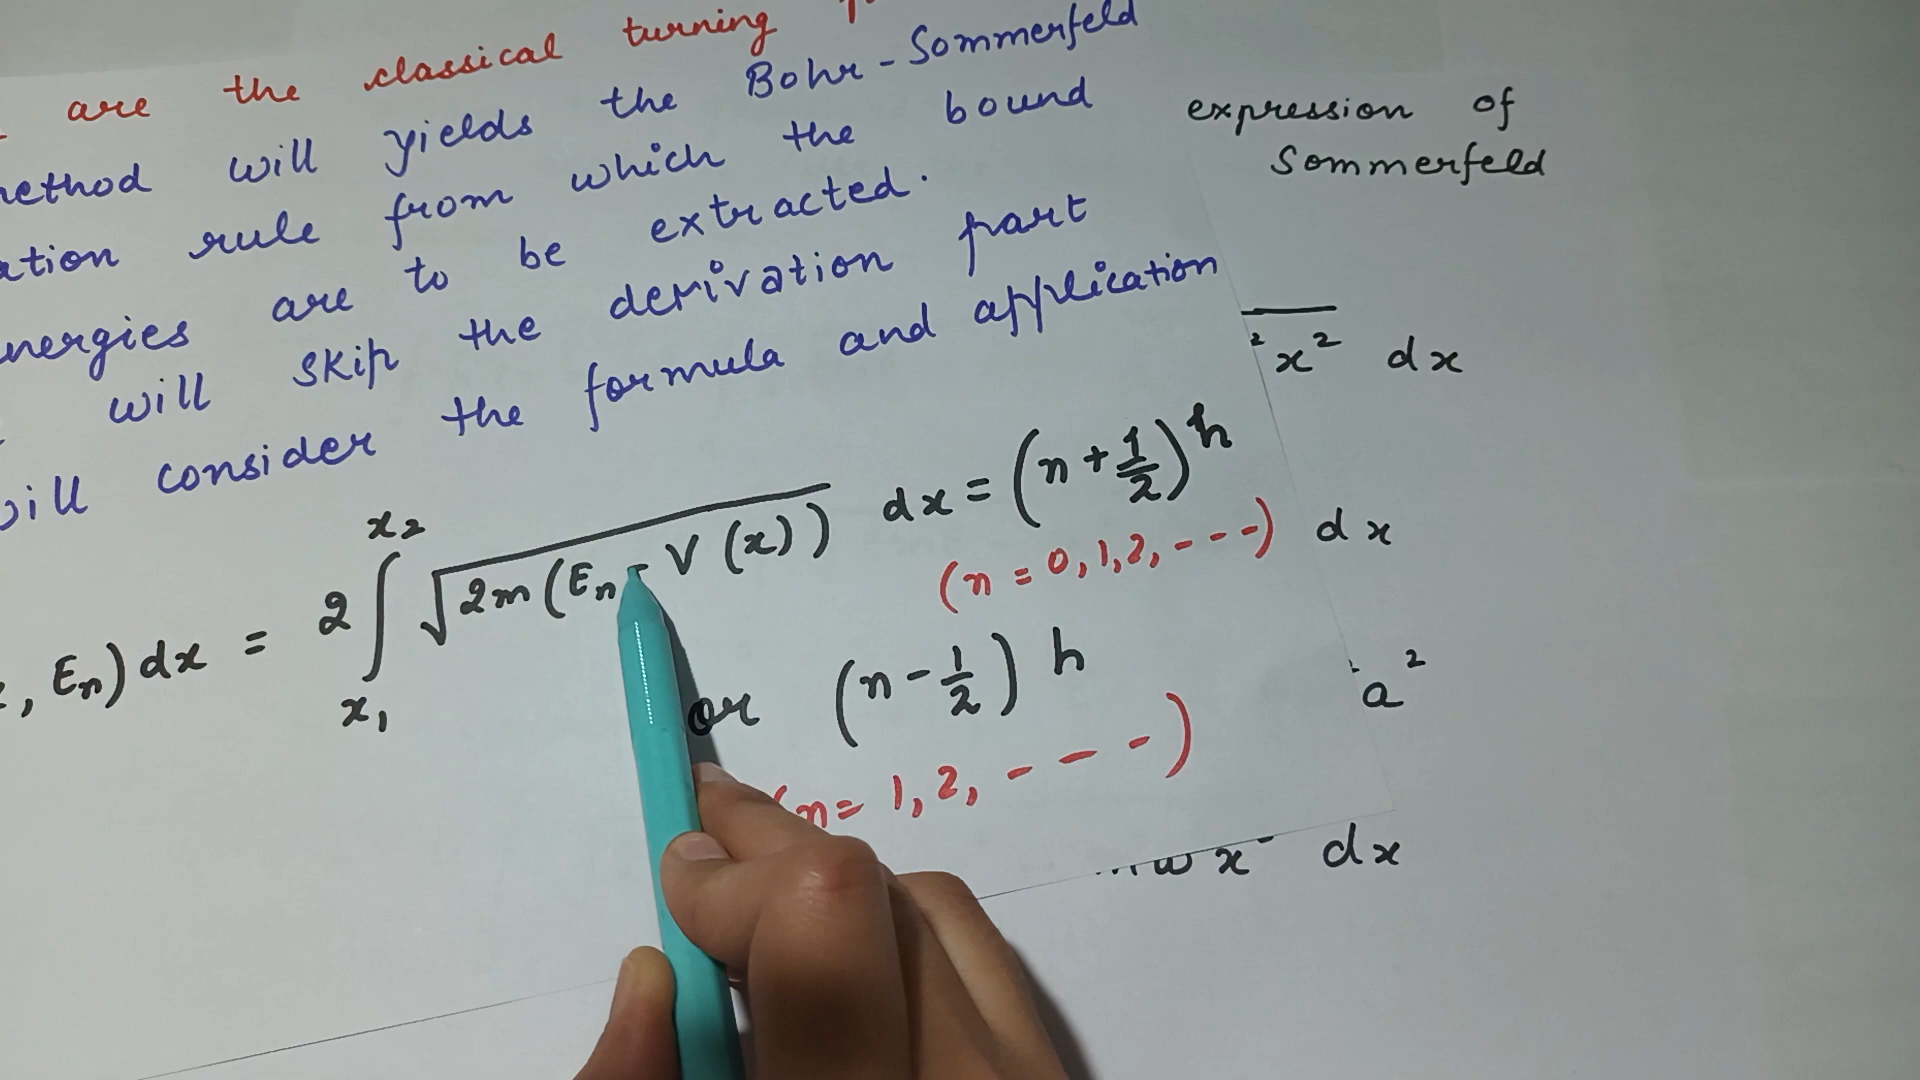 are the classical turning
method will yields the Bohr-Sommerfeld
ation rule from which the bound
nergies are to be extracted.
will skip the derivation part
will consider the formula and application
, En) dx = 2 ∫ x₁ x₂ √2m(En - V(x)) dx = (n + 1/2) h
(n = 0, 1, 2, ---)
or (n - 1/2) h
(n = 1, 2, ---)
expression of
Sommerfeld
² x² dx
dx
a²
ω x² dx